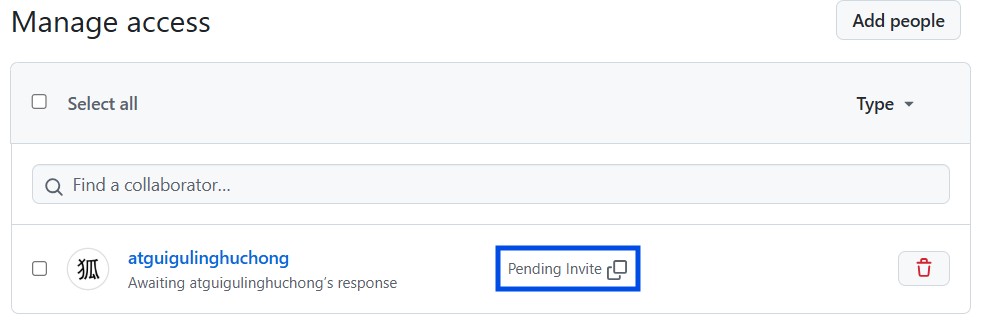 Manage access
Add people
Select all
Type
Find a collaborator...
狐
atguigulinghuchong
Pending Invite
Awaiting atguigulinghuchong’s response